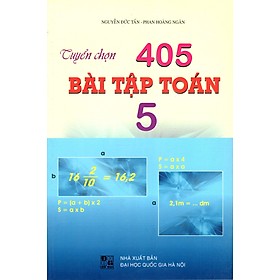 NGUYỄN ĐỨC TẤN - PHAN HOÀNG NGÂN
Tuyển chọn 405
BÀI TẬP TOÁN
5
a
b
16 2/10 = 16,2
P = (a + b) x 2
S = a x b
a
P = a x 4
S = a x a
2,1m = ... dm
NHÀ XUẤT BẢN
ĐẠI HỌC QUỐC GIA HÀ NỘI